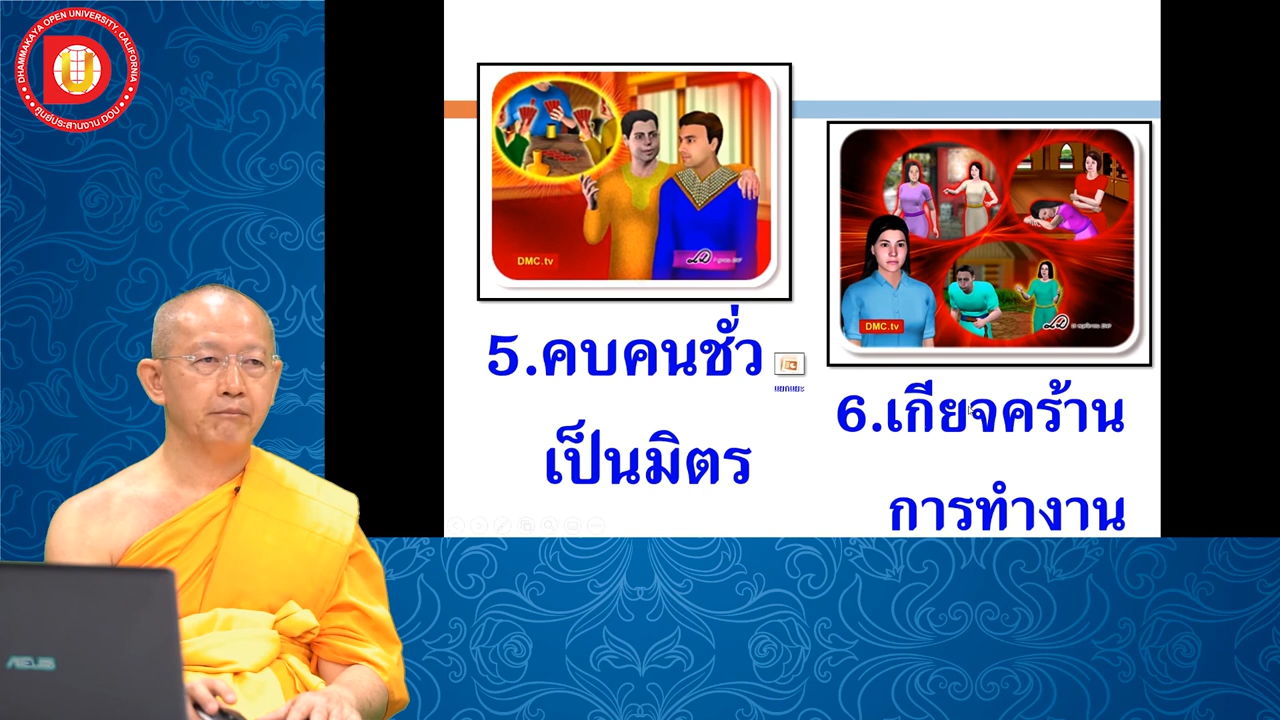 DHAMMAKAYA OPEN UNIVERSITY, CALIFORNIA
DU
ศูนย์ประสานงาน DOU
DMC.tv
5.คบคนชั่ว
เป็นมิตร
DMC.tv
6.เกียจคร้าน
การทำงาน
ASUS